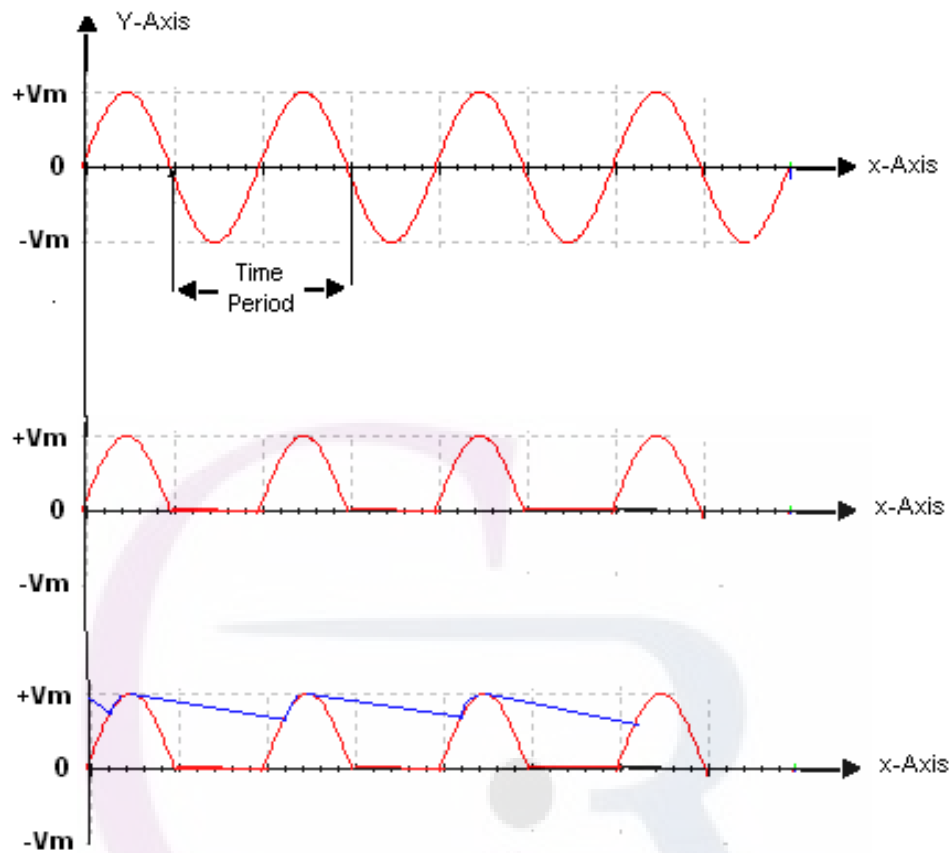 Y-Axis
+Vm
0
x-Axis
-Vm
Time
Period
+Vm
0
x-Axis
-Vm
+Vm
0
x-Axis
-Vm